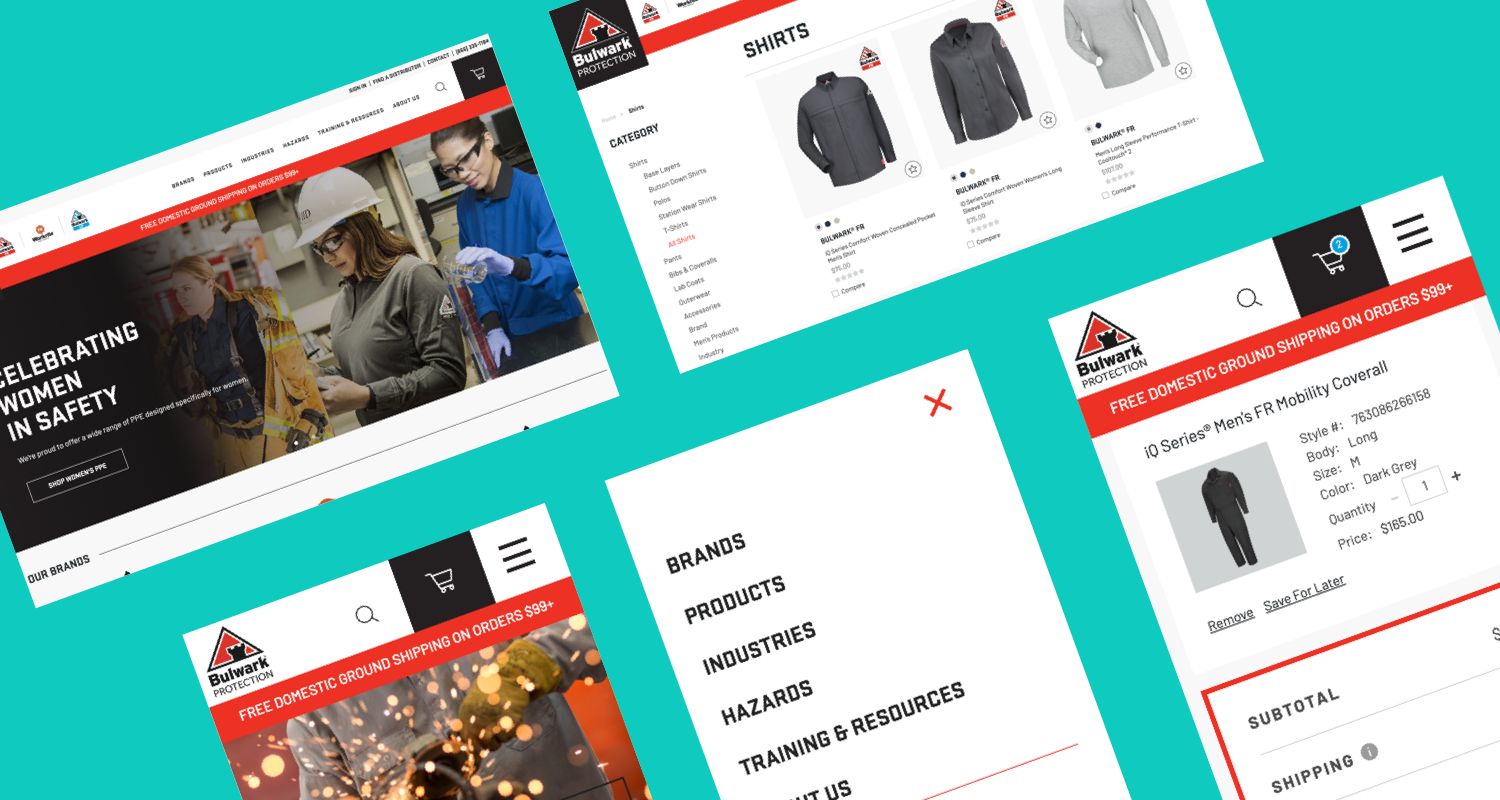 SIGN IN | FIND A DISTRIBUTOR | CONTACT | (800) 223-1184
BRANDS PRODUCTS INDUSTRIES HAZARDS TRAINING & RESOURCES ABOUT US
Workrite
Bulwark
FREE DOMESTIC GROUND SHIPPING ON ORDERS $99+
CELEBRATING
WOMEN
IN SAFETY
We're proud to offer a wide range of PPE designed specifically for women.
SHOP WOMEN'S PPE
OUR BRANDS
Bulwark
PROTECTION
SHIRTS
Home > Shirts
CATEGORY
Shirts
Base Layers
Button Down Shirts
Polos
Station Wear Shirts
T-Shirts
All Shirts
Pants
Bibs & Coveralls
Lab Coats
Outerwear
Accessories
Brand
Men's Products
Industry
BULWARK® FR
iQ Series Comfort Woven Concealed Pocket
Men's Shirt
$75.00
Compare
BULWARK® FR
iQ Series Comfort Woven Women's Long
Sleeve Shirt
$75.00
Compare
BULWARK® FR
Men's Long Sleeve Performance T-Shirt -
Cooltouch® 2
$107.00
Compare
Bulwark
PROTECTION
FREE DOMESTIC GROUND SHIPPING ON ORDERS $99+
BRANDS
PRODUCTS
INDUSTRIES
HAZARDS
TRAINING & RESOURCES
UT US
2
Bulwark
PROTECTION
FREE DOMESTIC GROUND SHIPPING ON ORDERS $99+
iQ Series® Men's FR Mobility Coverall
Style #: 763086266158
Body: Long
Size: M
Color: Dark Grey
Quantity − 1 +
Price: $165.00
Remove Save For Later
SUBTOTAL
SHIPPING i